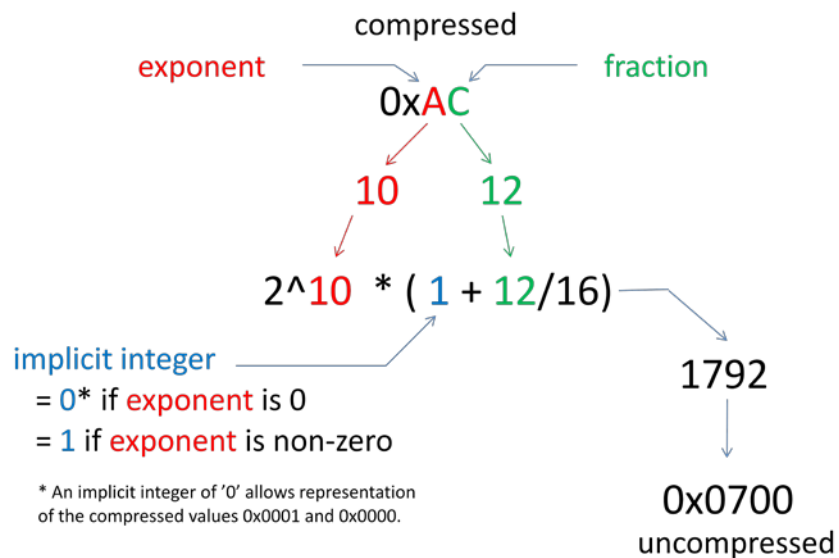 compressed
exponent
fraction
0xAC
10
12
2^10 * ( 1 + 12/16)
implicit integer
= 0* if exponent is 0
= 1 if exponent is non-zero
* An implicit integer of '0' allows representation
of the compressed values 0x0001 and 0x0000.
1792
0x0700
uncompressed